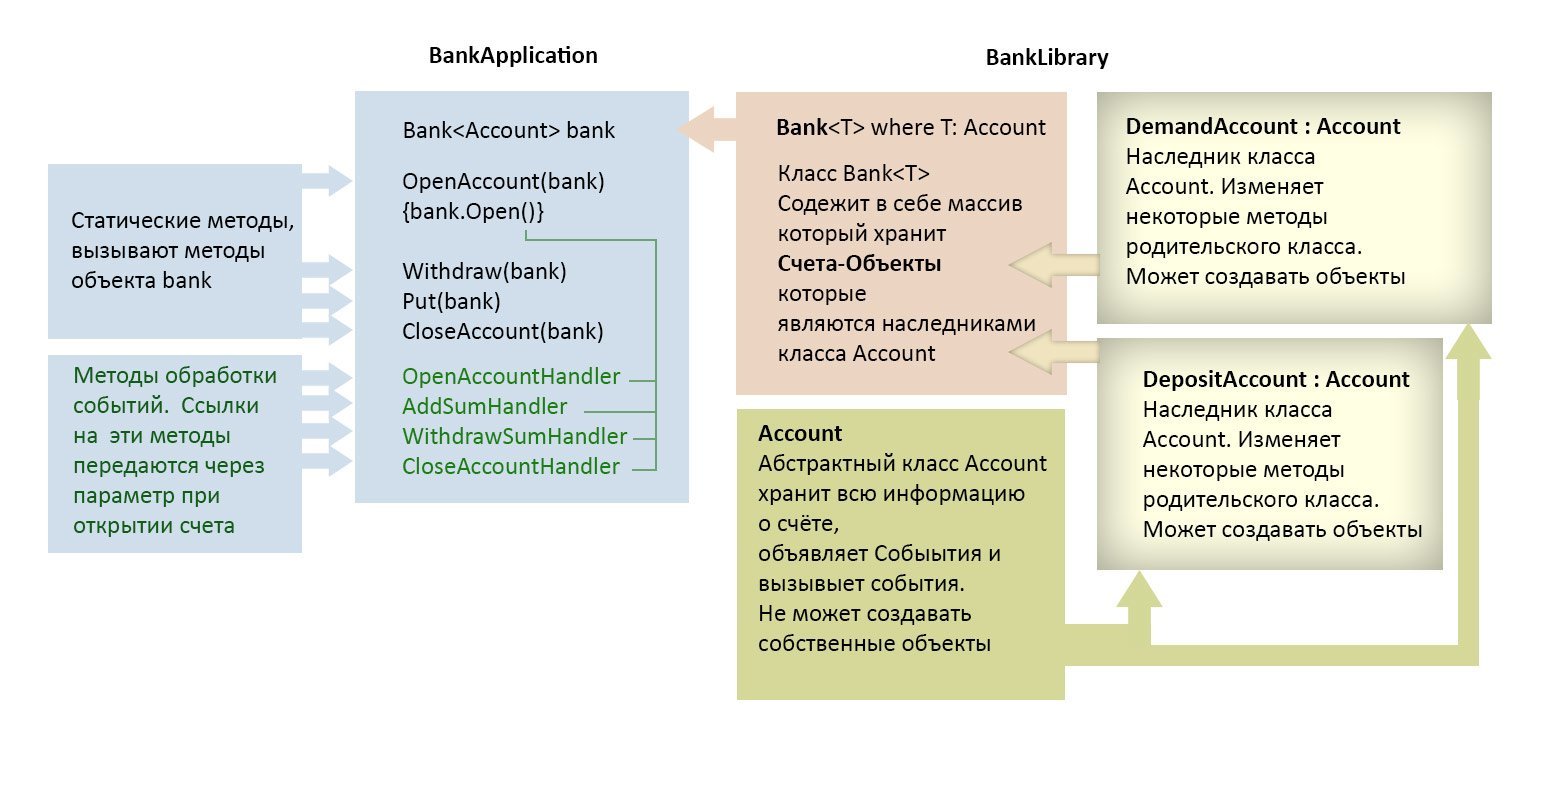 BankApplication
BankLibrary
Статические методы,
вызывают методы
объекта bank
Методы обработки
событий. Ссылки
на эти методы
передаются через
параметр при
открытии счета
Bank<Account> bank
OpenAccount(bank)
{bank.Open()}
Withdraw(bank)
Put(bank)
CloseAccount(bank)
OpenAccountHandler
AddSumHandler
WithdrawSumHandler
CloseAccountHandler
Bank<T> where T: Account
Класс Bank<T>
Содежит в себе массив
который хранит
Счета-Объекты
которые
являются наследниками
класса Account
Account
Абстрактный класс Account
хранит всю информацию
о счёте,
объявляет Собыытия и
вызывыет события.
Не может создавать
собственные объекты
DemandAccount : Account
Наследник класса
Account. Изменяет
некоторые методы
родительского класса.
Может создавать объекты
DepositAccount : Account
Наследник класса
Account. Изменяет
некоторые методы
родительского класса.
Может создавать объекты